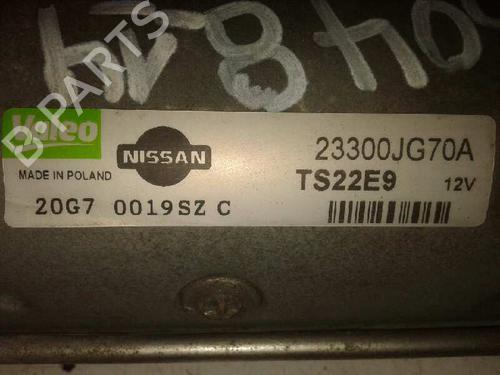 Valeo
NISSAN
23300JG70A
MADE IN POLAND
TS22E9 12V
20G7 0019SZ C
B-PARTS